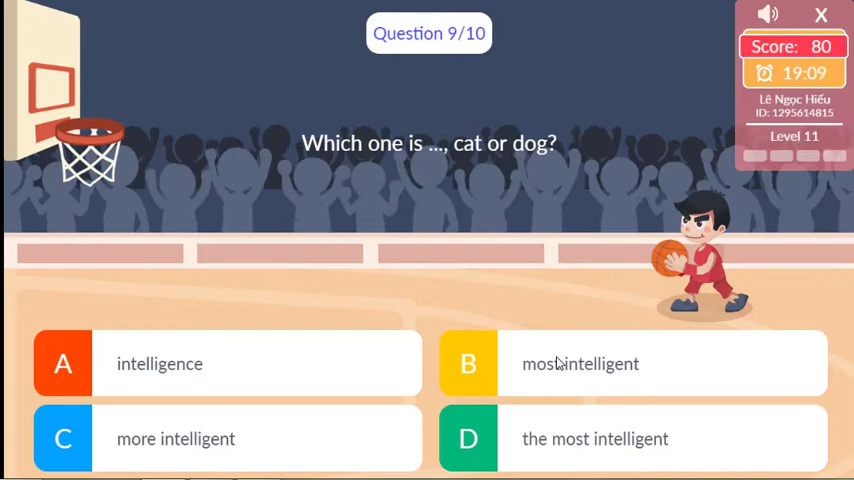 Question 9/10
X
Score: 80
19:09
Lê Ngọc Hiếu
ID: 1295614815
Level 11
Which one is ..., cat or dog?
A intelligence
B most intelligent
C more intelligent
D the most intelligent